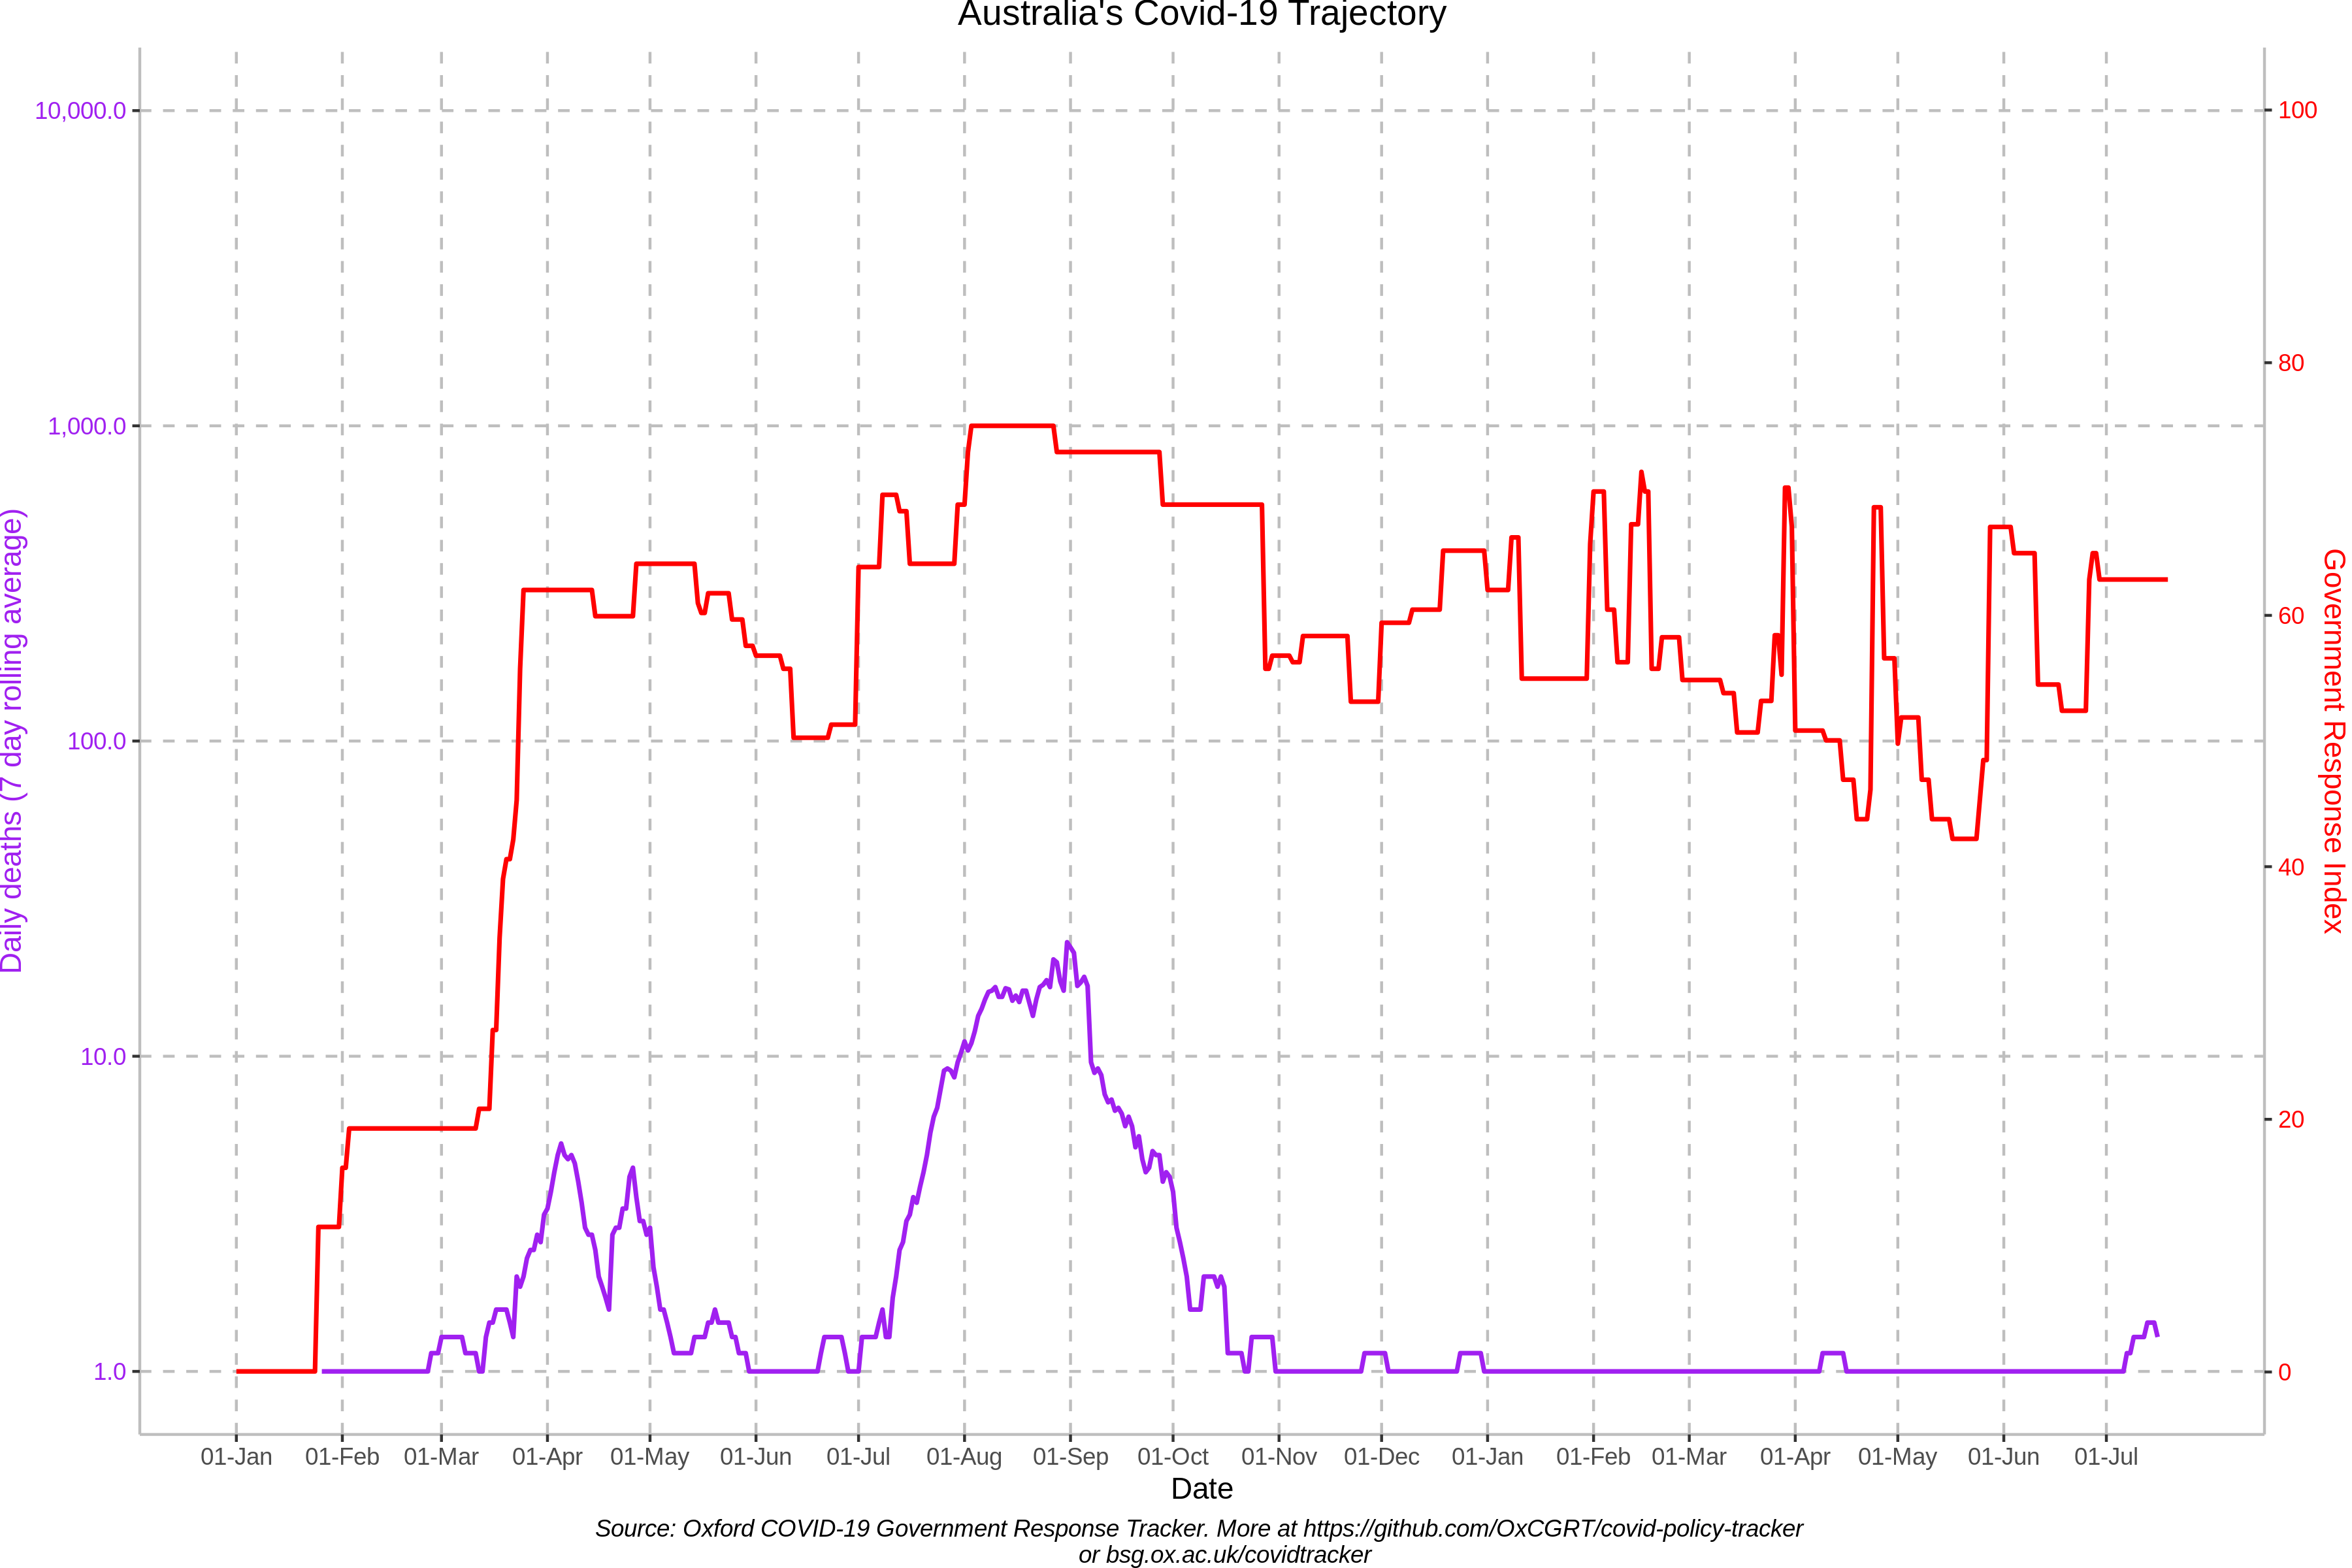 Australia's Covid-19 Trajectory
10,000.0
1,000.0
100.0
10.0
1.0
Daily deaths (7 day rolling average)
100
80
60
40
20
0
Government Response Index
01-Jan 01-Feb 01-Mar 01-Apr 01-May 01-Jun 01-Jul 01-Aug 01-Sep 01-Oct 01-Nov 01-Dec 01-Jan 01-Feb 01-Mar 01-Apr 01-May 01-Jun 01-Jul
Date
Source: Oxford COVID-19 Government Response Tracker. More at https://github.com/OxCGRT/covid-policy-tracker
or bsg.ox.ac.uk/covidtracker